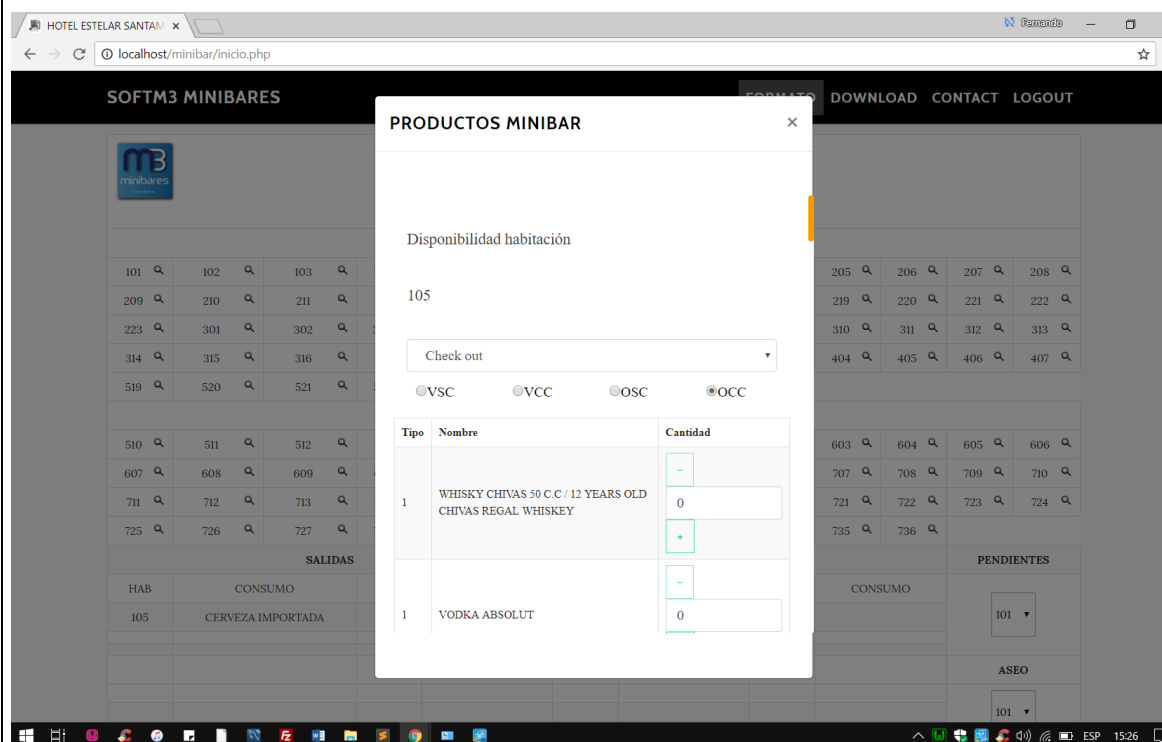 HOTEL ESTELAR SANTAM
Fernando
localhost/minibar/inicio.php
SOFTM3 MINIBARES
FORMATO DOWNLOAD CONTACT LOGOUT
m3
minibares
PRODUCTOS MINIBAR ×
Disponibilidad habitación
105
Check out
VSC VCC OSC OCC
Tipo Nombre Cantidad
1 WHISKY CHIVAS 50 C.C / 12 YEARS OLD
CHIVAS REGAL WHISKEY
-
0
+
1 VODKA ABSOLUT
-
0
101 102 103 205 206 207 208
209 210 211 219 220 221 222
223 301 302 310 311 312 313
314 315 316 404 405 406 407
519 520 521
510 511 512 603 604 605 606
607 608 609 707 708 709 710
711 712 713 721 722 723 724
725 726 727 735 736
SALIDAS PENDIENTES
HAB CONSUMO CONSUMO
105 CERVEZA IMPORTADA 101
ASEO
101
ESP 15:26